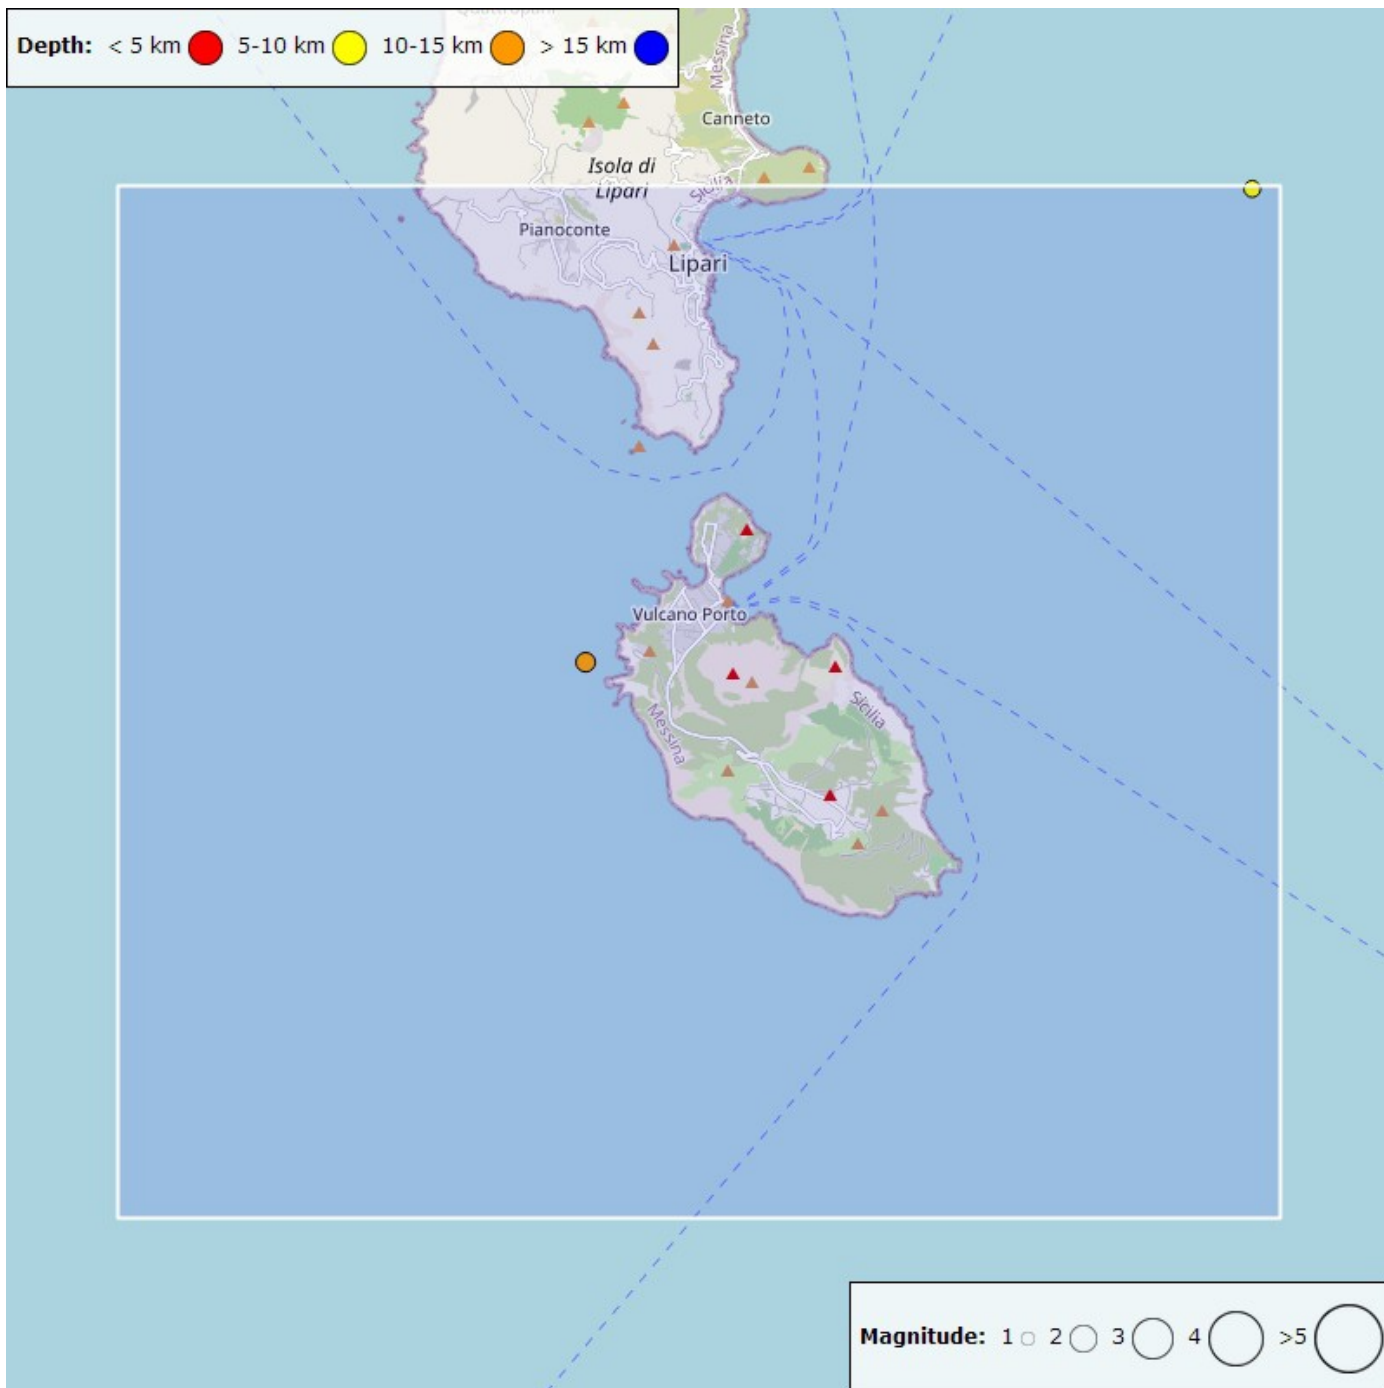 Depth: < 5 km 5-10 km 10-15 km > 15 km
Messina
Canneto
Isola di
Lipari
Sicilia
Pianoconte
Lipari
Vulcano Porto
Sicilia
Messina
Magnitude: 1 2 3 4 >5